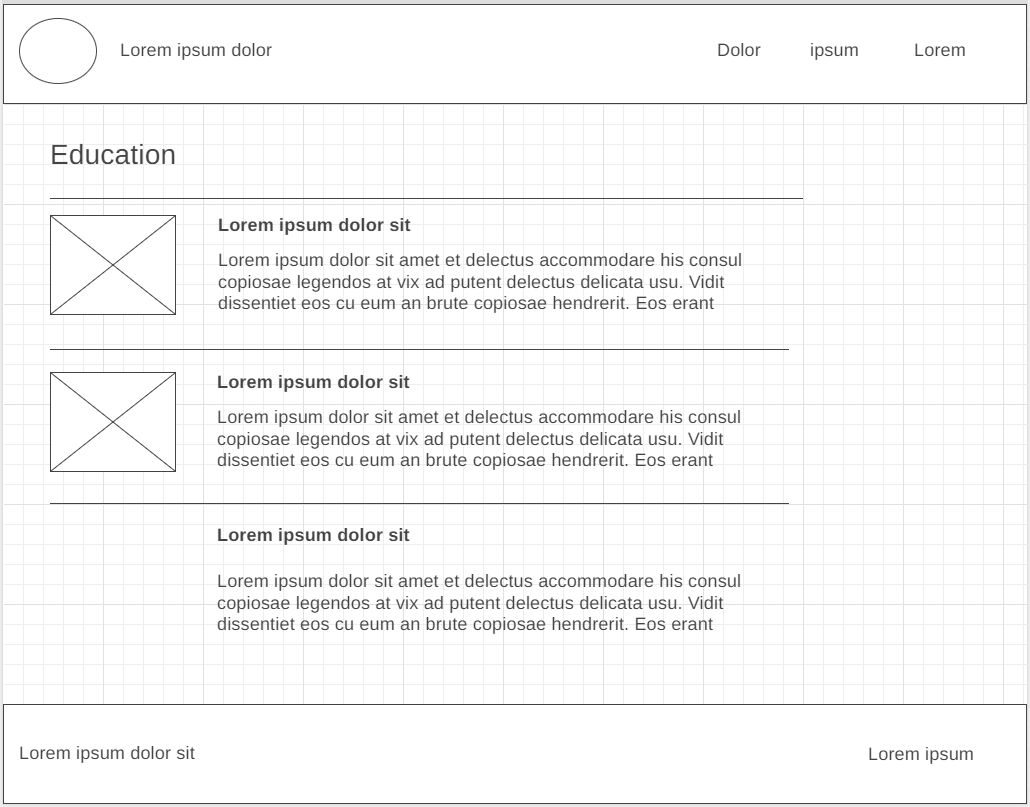 Lorem ipsum dolor
Dolor
ipsum
Lorem
Education
Lorem ipsum dolor sit
Lorem ipsum dolor sit amet et delectus accommodare his consul
copiosae legendos at vix ad putent delectus delicata usu. Vidit
dissentiet eos cu eum an brute copiosae hendrerit. Eos erant
Lorem ipsum dolor sit
Lorem ipsum dolor sit amet et delectus accommodare his consul
copiosae legendos at vix ad putent delectus delicata usu. Vidit
dissentiet eos cu eum an brute copiosae hendrerit. Eos erant
Lorem ipsum dolor sit
Lorem ipsum dolor sit amet et delectus accommodare his consul
copiosae legendos at vix ad putent delectus delicata usu. Vidit
dissentiet eos cu eum an brute copiosae hendrerit. Eos erant
Lorem ipsum dolor sit
Lorem ipsum